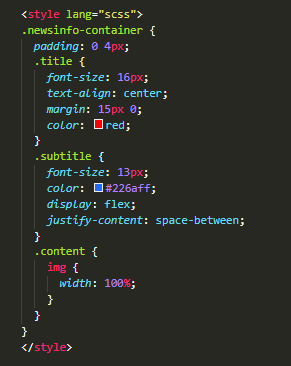 <style lang="scss">
.newsinfo-container {
  padding: 0 4px;
  .title {
    font-size: 16px;
    text-align: center;
    margin: 15px 0;
    color: red;
  }
  .subtitle {
    font-size: 13px;
    color: #226aff;
    display: flex;
    justify-content: space-between;
  }
  .content {
    img {
      width: 100%;
    }
  }
}
</style>